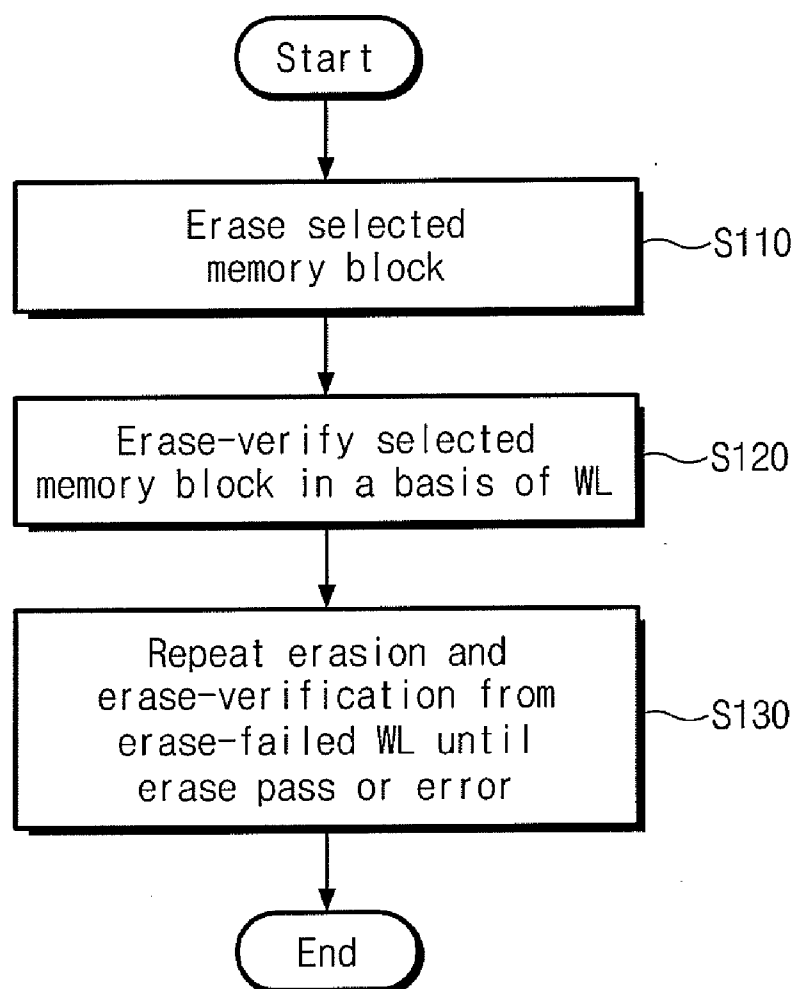 Start
Erase selected
memory block
S110
Erase-verify selected
memory block in a basis of WL
S120
Repeat erasion and
erase-verification from
erase-failed WL until
erase pass or error
S130
End